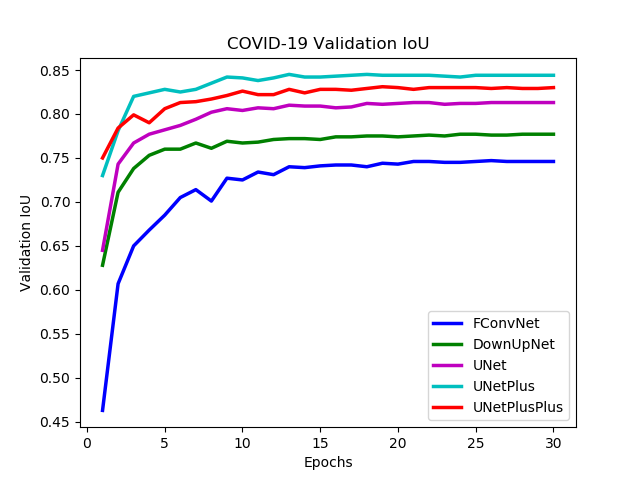 COVID-19 Validation IoU
Validation IoU
0.85
0.80
0.75
0.70
0.65
0.60
0.55
0.50
0.45
FConvNet
DownUpNet
UNet
UNetPlus
UNetPlusPlus
0 5 10 15 20 25 30
Epochs